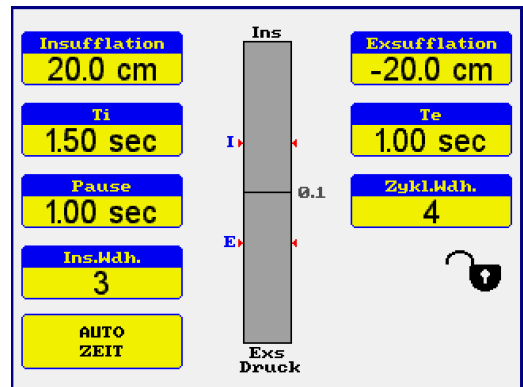 Insufflation
20.0 cm
Ti
1.50 sec
Pause
1.00 sec
Ins.Wdh.
3
AUTO
ZEIT
Ins
I
0.1
E
Exs
Druck
Exsufflation
-20.0 cm
Te
1.00 sec
Zykl.Wdh.
4